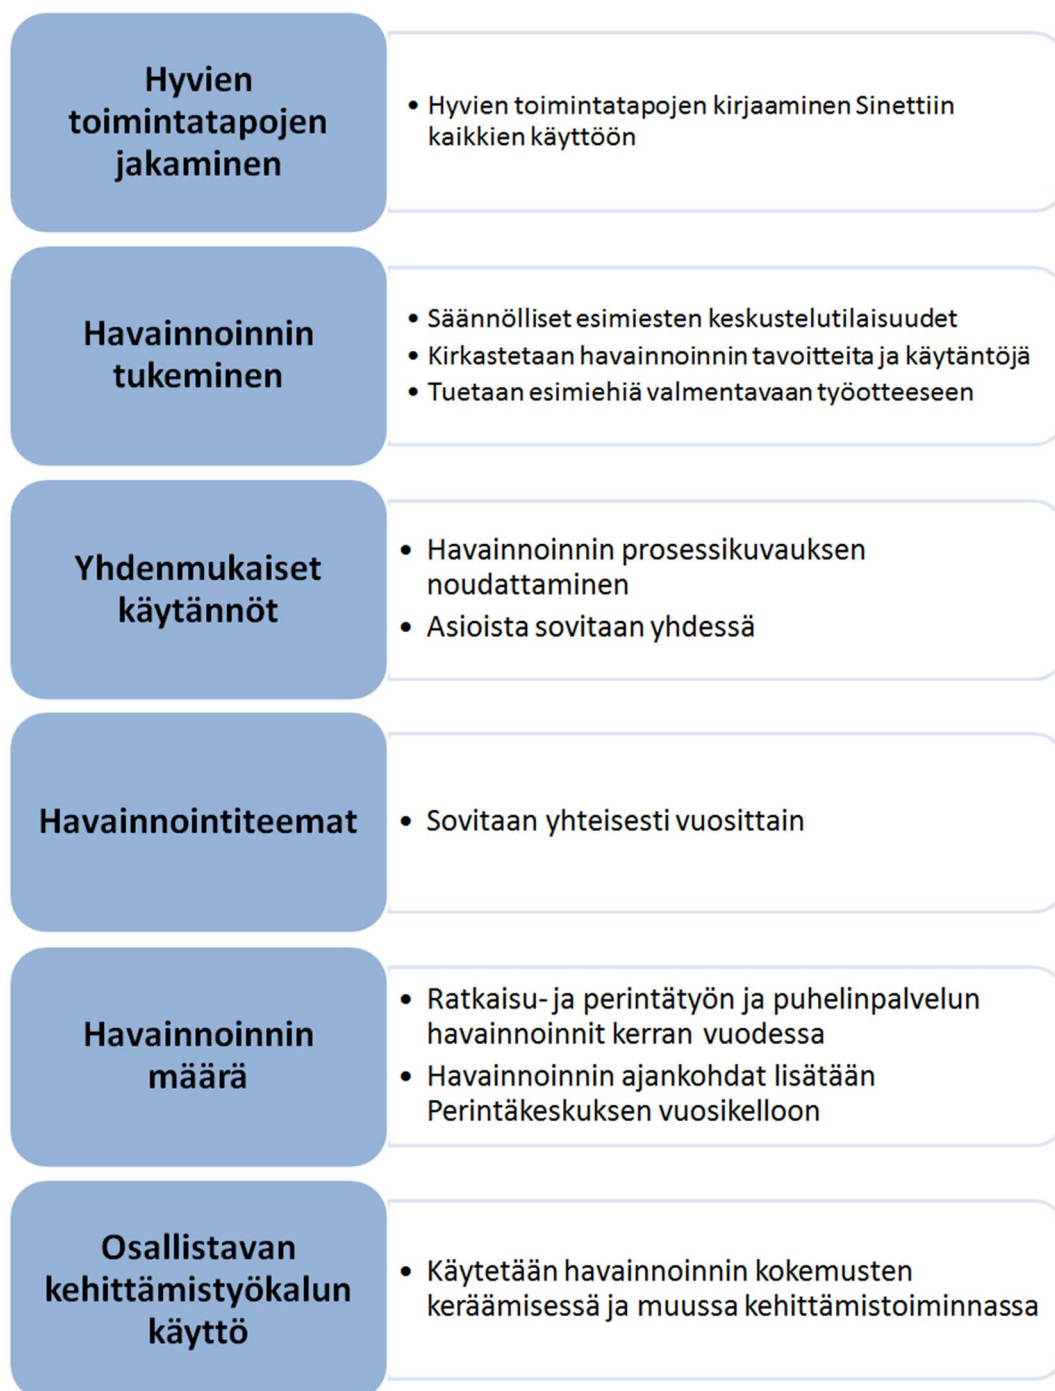 Hyvien
toimintatapojen
jakaminen
• Hyvien toimintatapojen kirjaaminen Sinettiin
kaikkien käyttöön
Havainnoinnin
tukeminen
• Säännölliset esimiesten keskustelutilaisuudet
• Kirkastetaan havainnoinnin tavoitteita ja käytäntöjä
• Tuetaan esimiehiä valmentavaan työotteeseen
Yhdenmukaiset
käytännöt
• Havainnoinnin prosessikuvauksen
noudattaminen
• Asioista sovitaan yhdessä
Havainnointiteemat
• Sovitaan yhteisesti vuosittain
Havainnoinnin
määrä
• Ratkaisu- ja perintätyön ja puhelinpalvelun
havainnoinnit kerran vuodessa
• Havainnoinnin ajankohdat lisätään
Perintäkeskuksen vuosikelloon
Osallistavan
kehittämistyökalun
käyttö
• Käytetään havainnoinnin kokemusten
keräämisessä ja muussa kehittämistoiminnassa